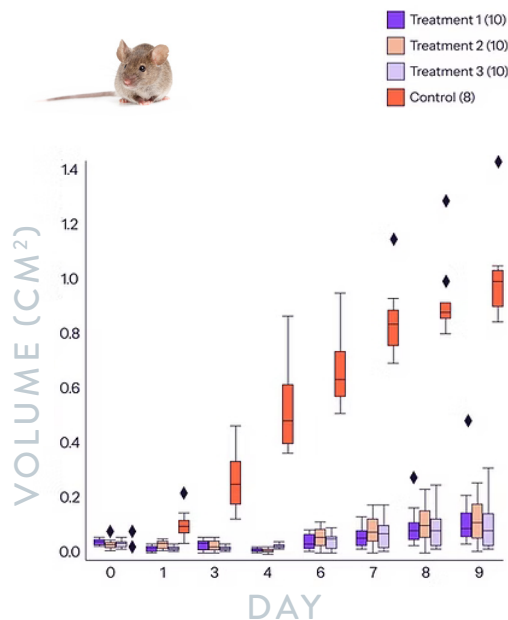 Treatment 1 (10)
Treatment 2 (10)
Treatment 3 (10)
Control (8)
1.4
1.2
1.0
0.8
0.6
0.4
0.2
0.0
VOLUME (CM²)
0 1 3 4 6 7 8 9
DAY